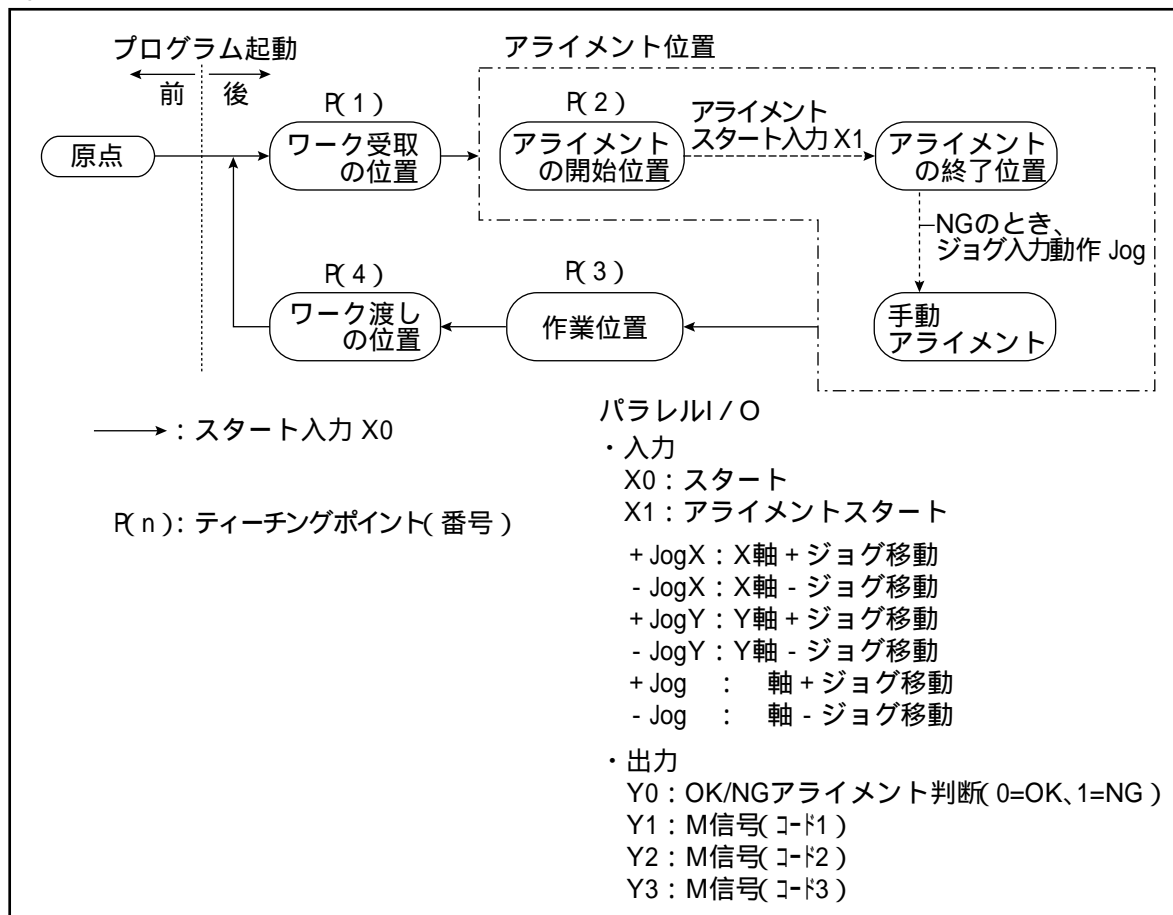 プログラム起動
前 後
アライメント位置
原点
P(1)
ワーク受取
の位置
P(2)
アライメント
の開始位置
アライメント
スタート入力 X1
アライメント
の終了位置
NGのとき、
ジョグ入力動作 Jog
手動
アライメント
P(3)
作業位置
P(4)
ワーク渡し
の位置
：スタート入力 X0
P(n)：ティーチングポイント(番号)
パラレルI / O
・入力
X0：スタート
X1：アライメントスタート
+ JogX：X軸 + ジョグ移動
- JogX：X軸 - ジョグ移動
+ JogY：Y軸 + ジョグ移動
- JogY：Y軸 - ジョグ移動
+ Jog ： 軸 + ジョグ移動
- Jog ： 軸 - ジョグ移動
・出力
Y0：OK/NGアライメント判断(0=OK、1=NG)
Y1：M信号(ｺｰﾄﾞ1)
Y2：M信号(ｺｰﾄﾞ2)
Y3：M信号(ｺｰﾄﾞ3)